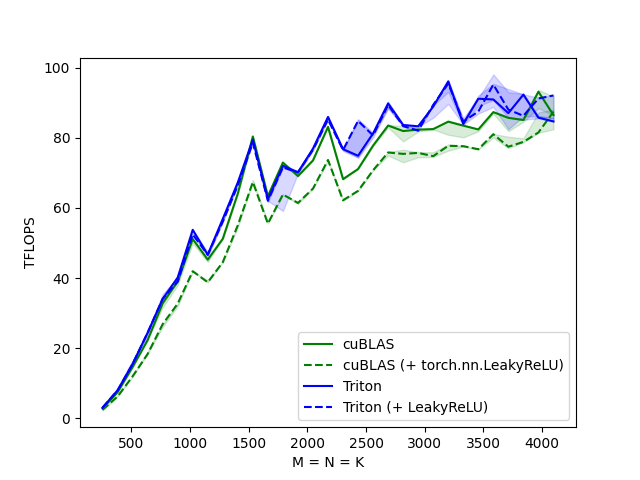 100
80
60
40
20
0
TFLOPS
cuBLAS
cuBLAS (+ torch.nn.LeakyReLU)
Triton
Triton (+ LeakyReLU)
500 1000 1500 2000 2500 3000 3500 4000
M = N = K